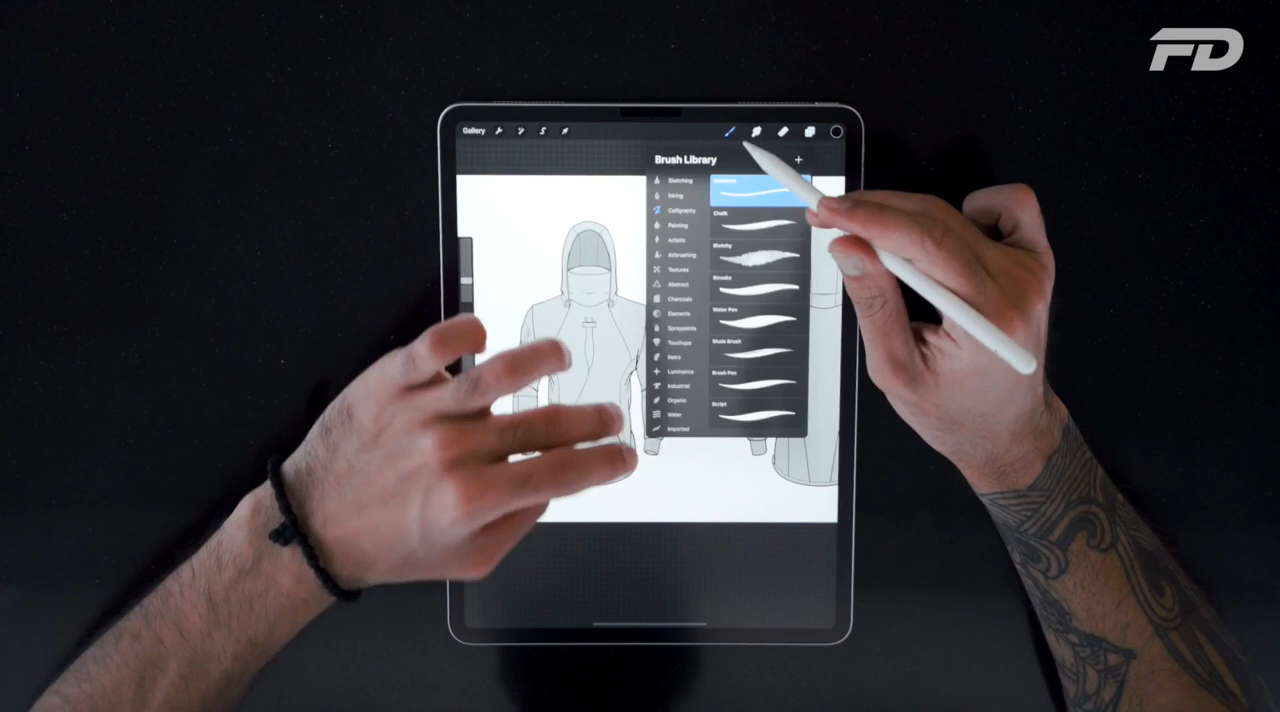 FD
Gallery
Brush Library
Sketching
Inking
Calligraphy
Painting
Artistic
Airbrushing
Textures
Abstract
Charcoals
Elements
Spraypaints
Touchups
Retro
Luminance
Industrial
Organic
Water
Imported
Chalk
Blotchy
Streaks
Water Pen
Shale Brush
Brush Pen
Script